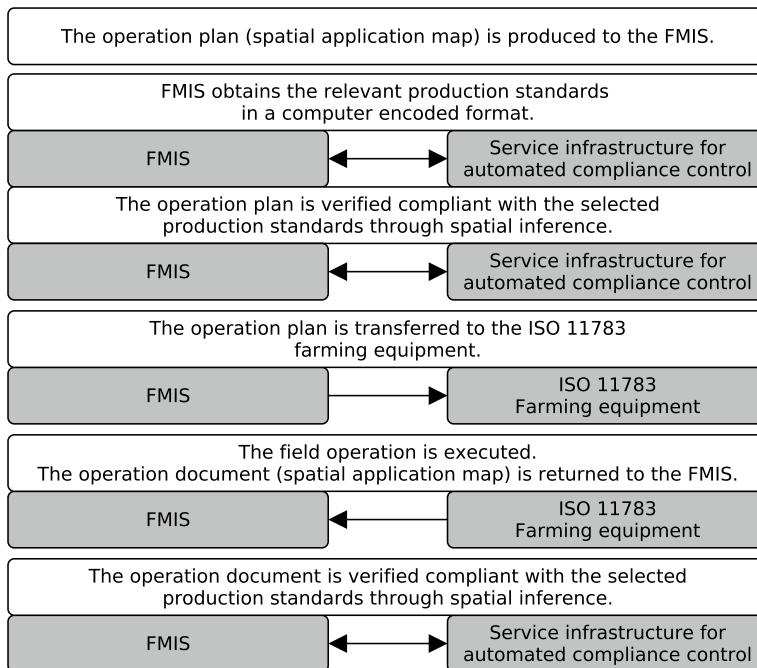 The operation plan (spatial application map) is produced to the FMIS.
FMIS obtains the relevant production standards
in a computer encoded format.
FMIS
Service infrastructure for
automated compliance control
The operation plan is verified compliant with the selected
production standards through spatial inference.
FMIS
Service infrastructure for
automated compliance control
The operation plan is transferred to the ISO 11783
farming equipment.
FMIS
ISO 11783
Farming equipment
The field operation is executed.
The operation document (spatial application map) is returned to the FMIS.
FMIS
ISO 11783
Farming equipment
The operation document is verified compliant with the selected
production standards through spatial inference.
FMIS
Service infrastructure for
automated compliance control